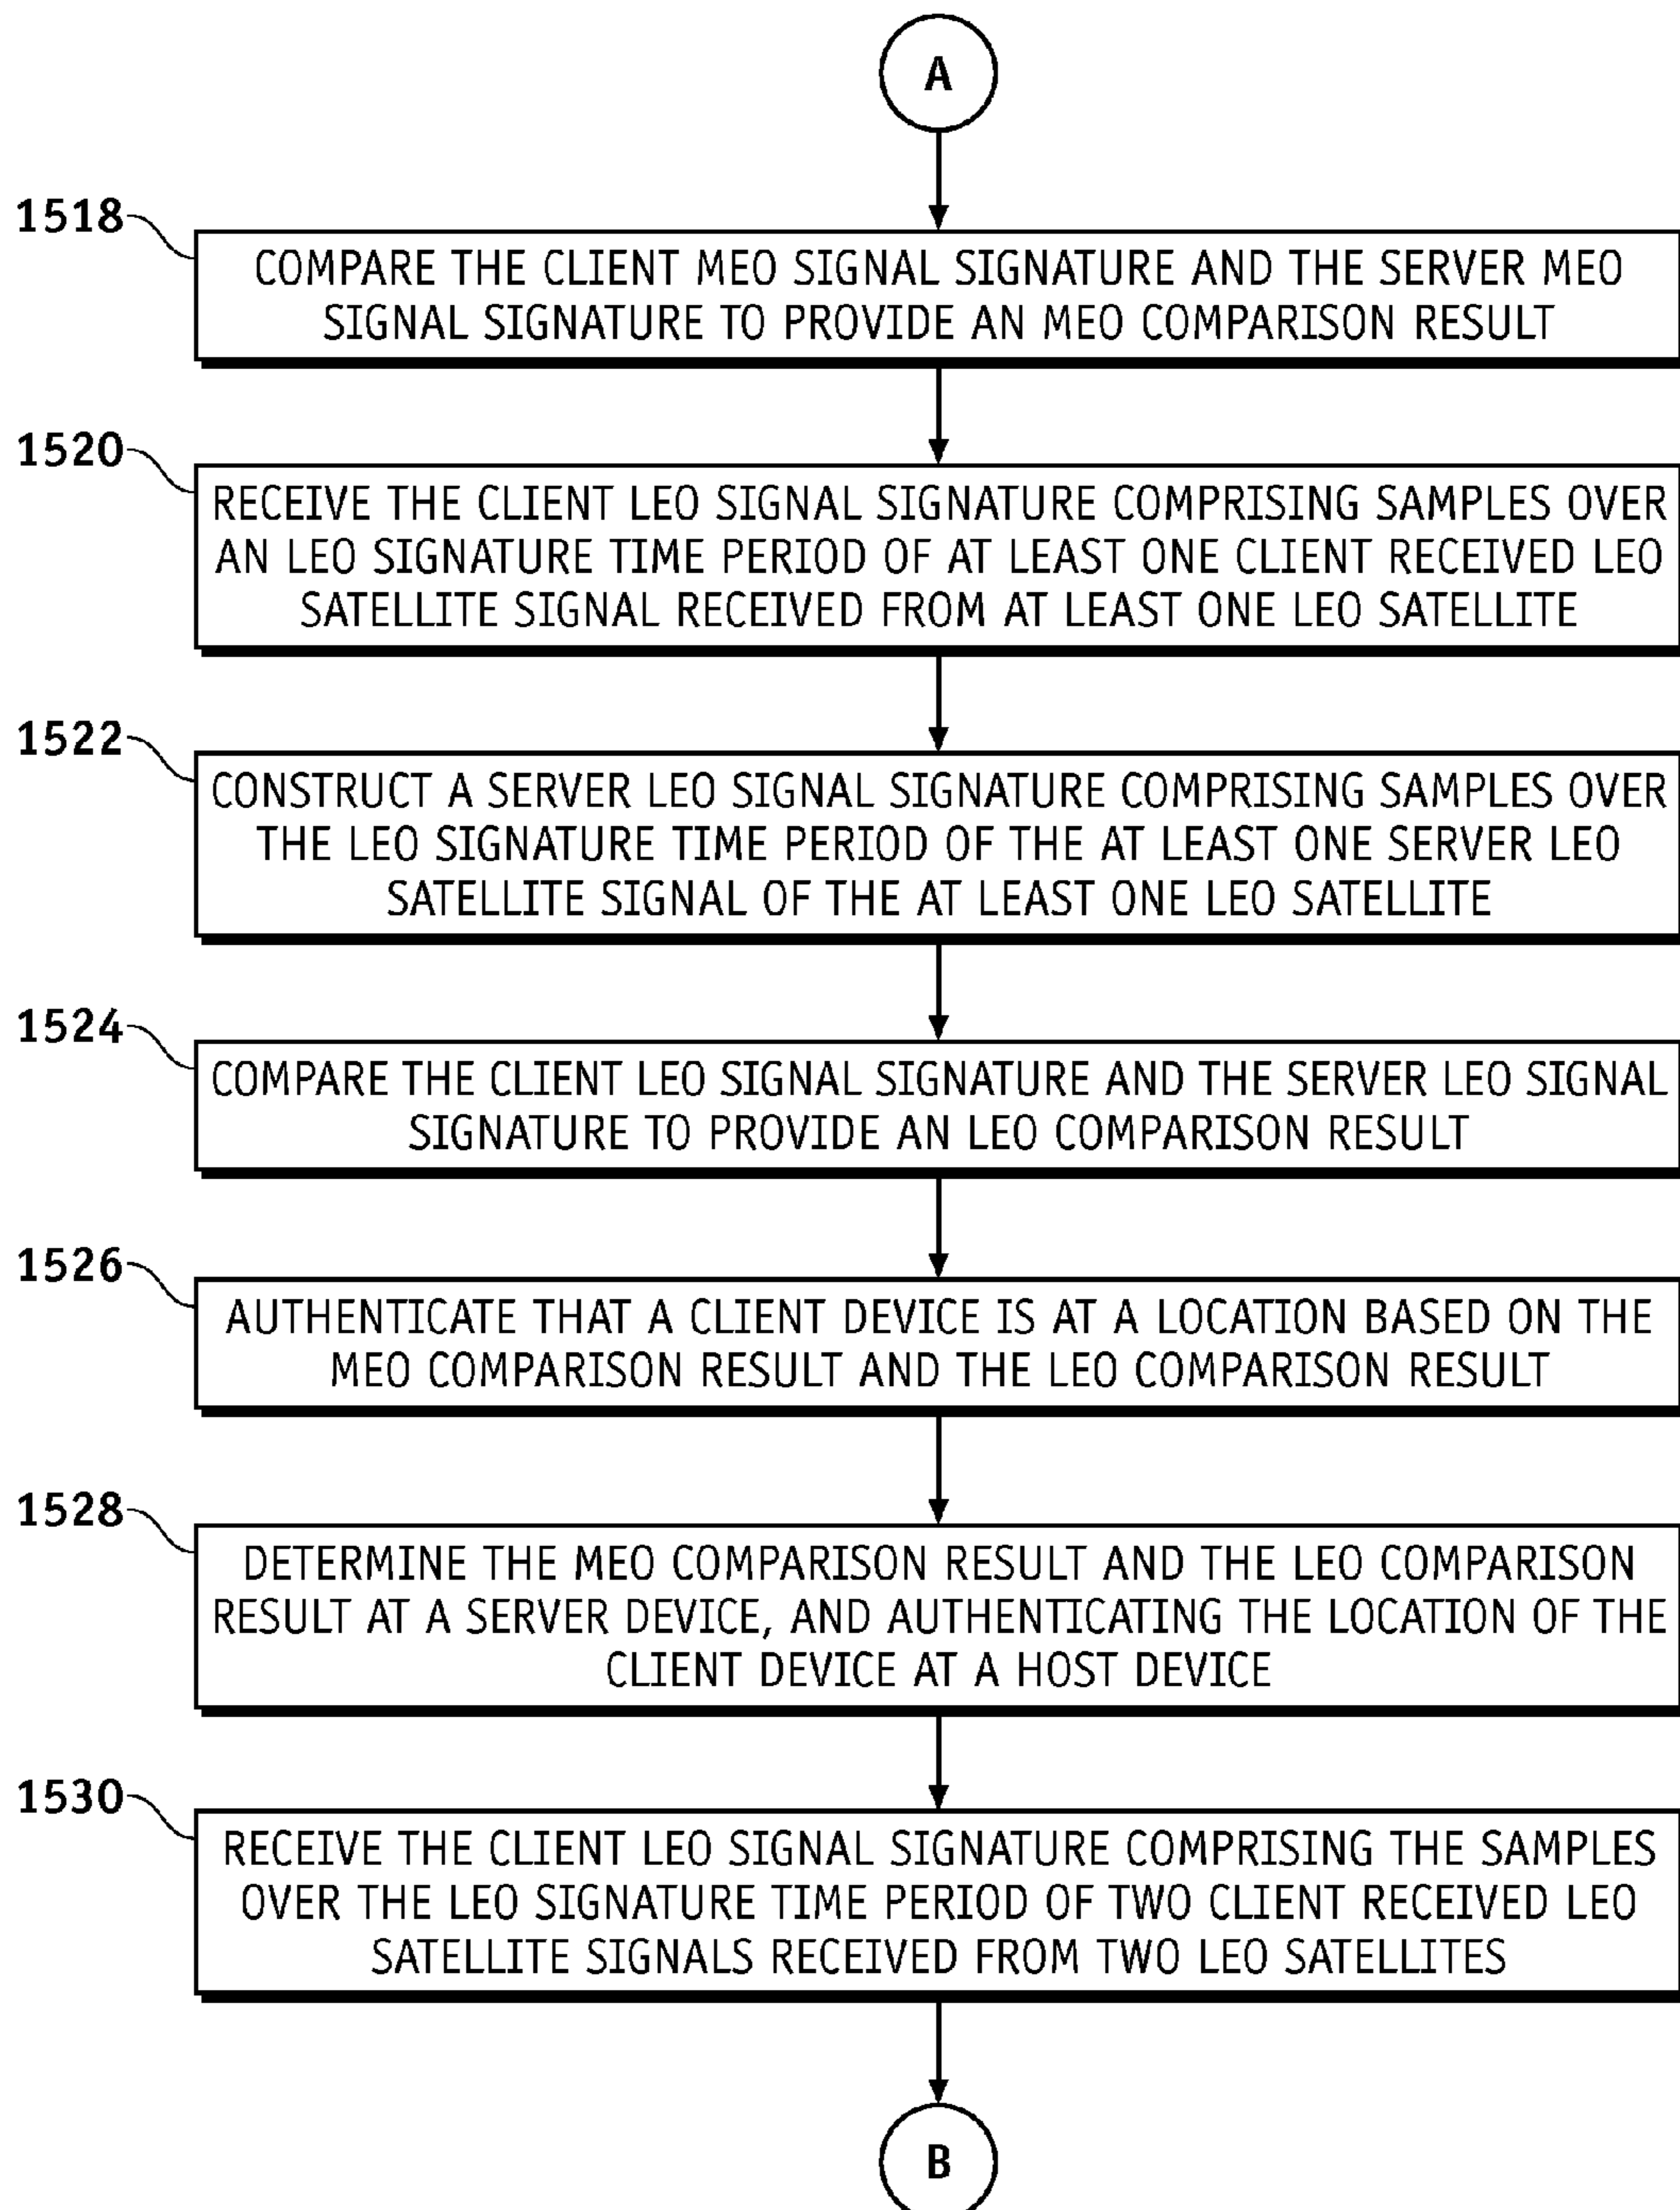 A
1518
COMPARE THE CLIENT MEO SIGNAL SIGNATURE AND THE SERVER MEO
SIGNAL SIGNATURE TO PROVIDE AN MEO COMPARISON RESULT
1520
RECEIVE THE CLIENT LEO SIGNAL SIGNATURE COMPRISING SAMPLES OVER
AN LEO SIGNATURE TIME PERIOD OF AT LEAST ONE CLIENT RECEIVED LEO
SATELLITE SIGNAL RECEIVED FROM AT LEAST ONE LEO SATELLITE
1522
CONSTRUCT A SERVER LEO SIGNAL SIGNATURE COMPRISING SAMPLES OVER
THE LEO SIGNATURE TIME PERIOD OF THE AT LEAST ONE SERVER LEO
SATELLITE SIGNAL OF THE AT LEAST ONE LEO SATELLITE
1524
COMPARE THE CLIENT LEO SIGNAL SIGNATURE AND THE SERVER LEO SIGNAL
SIGNATURE TO PROVIDE AN LEO COMPARISON RESULT
1526
AUTHENTICATE THAT A CLIENT DEVICE IS AT A LOCATION BASED ON THE
MEO COMPARISON RESULT AND THE LEO COMPARISON RESULT
1528
DETERMINE THE MEO COMPARISON RESULT AND THE LEO COMPARISON
RESULT AT A SERVER DEVICE, AND AUTHENTICATING THE LOCATION OF THE
CLIENT DEVICE AT A HOST DEVICE
1530
RECEIVE THE CLIENT LEO SIGNAL SIGNATURE COMPRISING THE SAMPLES
OVER THE LEO SIGNATURE TIME PERIOD OF TWO CLIENT RECEIVED LEO
SATELLITE SIGNALS RECEIVED FROM TWO LEO SATELLITES
B